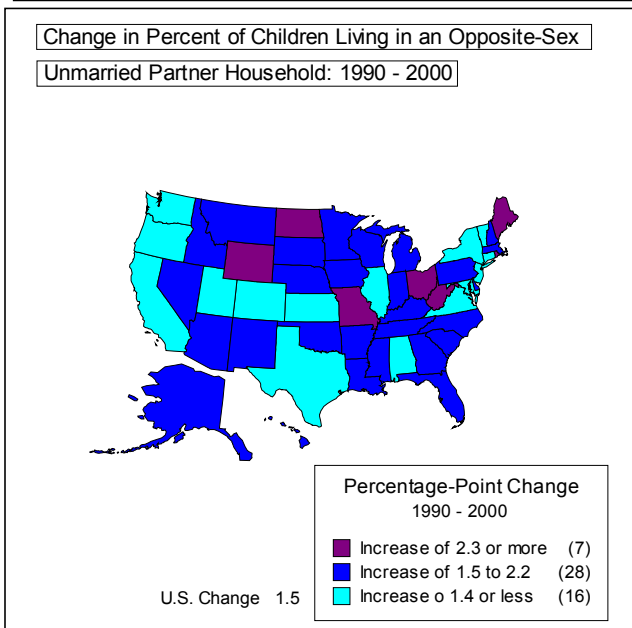 Change in Percent of Children Living in an Opposite-Sex
Unmarried Partner Household: 1990 - 2000
Percentage-Point Change
1990 - 2000
Increase of 2.3 or more (7)
Increase of 1.5 to 2.2 (28)
Increase o 1.4 or less (16)
U.S. Change 1.5